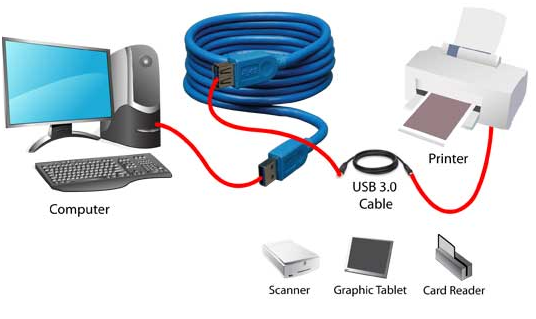 Computer
Printer
USB 3.0
Cable
Scanner
Graphic Tablet
Card Reader